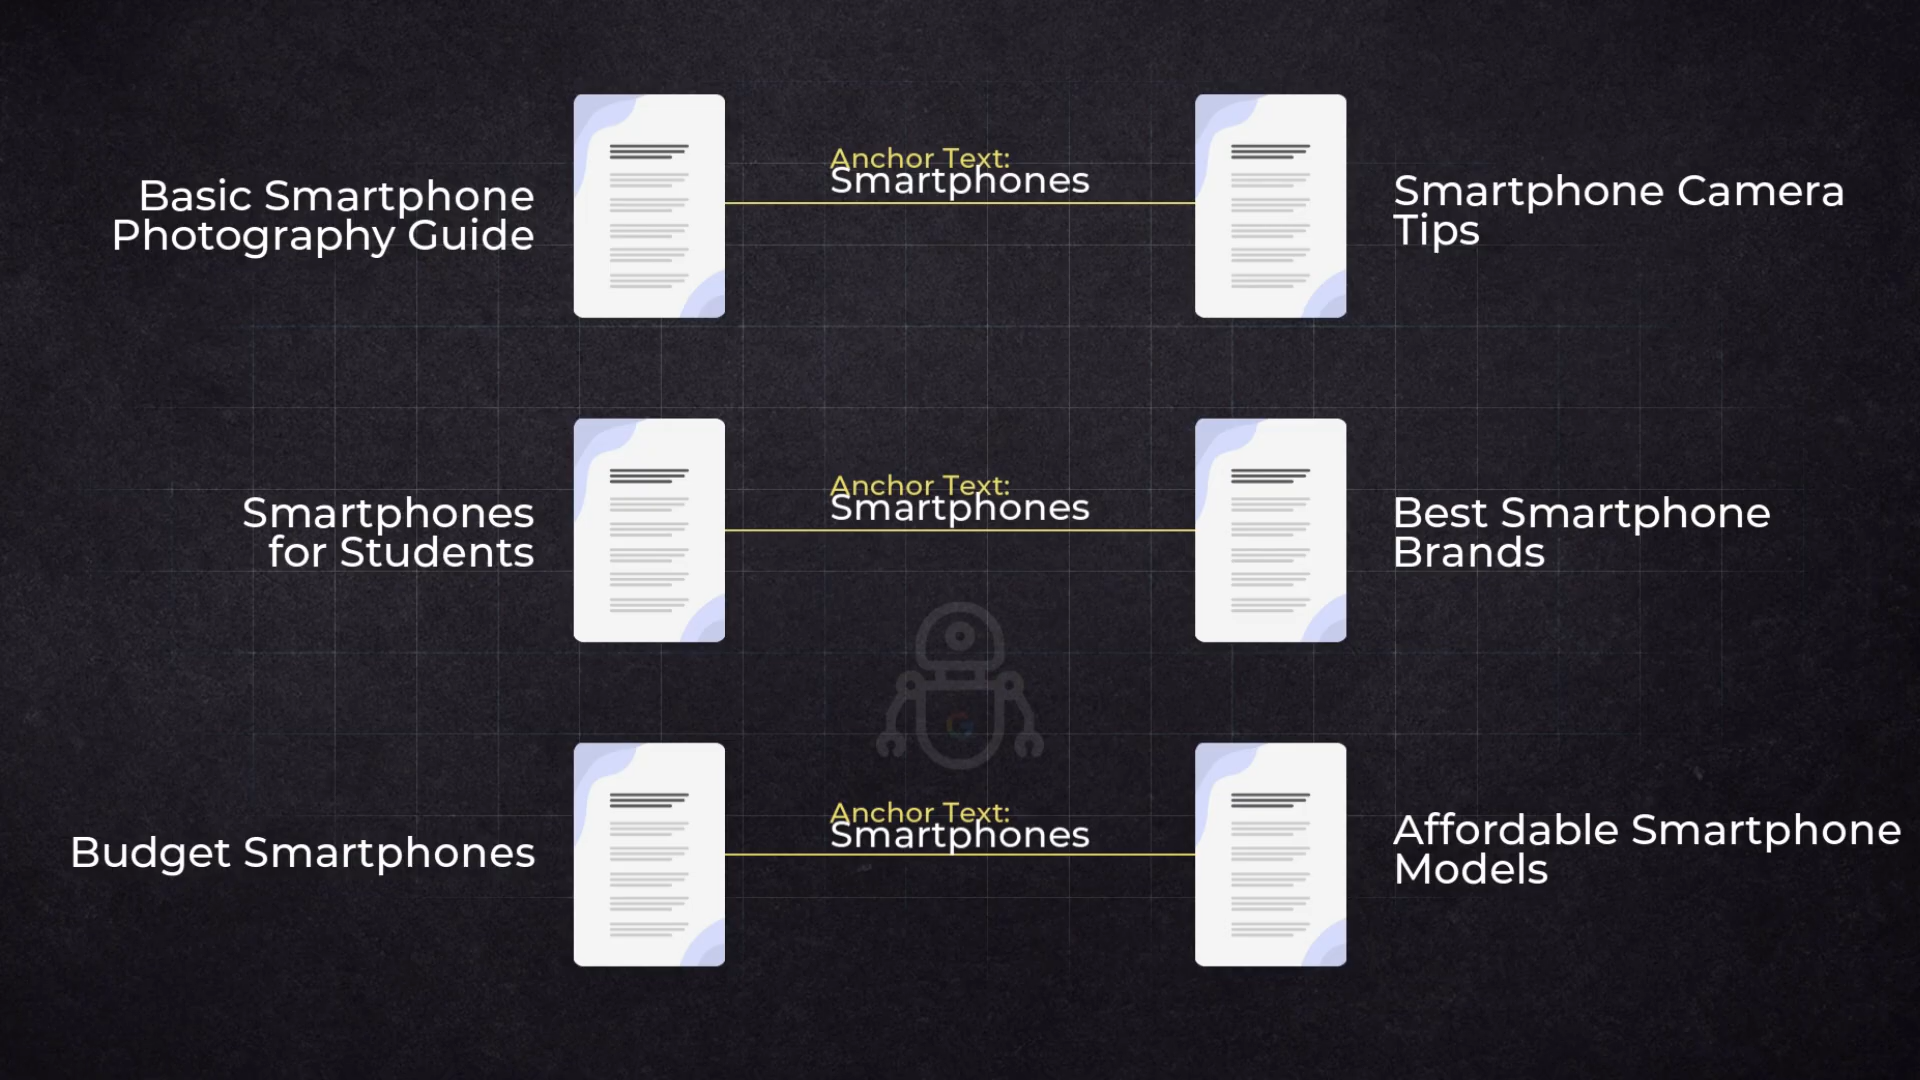 Basic Smartphone
Photography Guide
Anchor Text:
Smartphones
Smartphone Camera
Tips
Smartphones
for Students
Anchor Text:
Smartphones
Best Smartphone
Brands
Budget Smartphones
Anchor Text:
Smartphones
Affordable Smartphone
Models